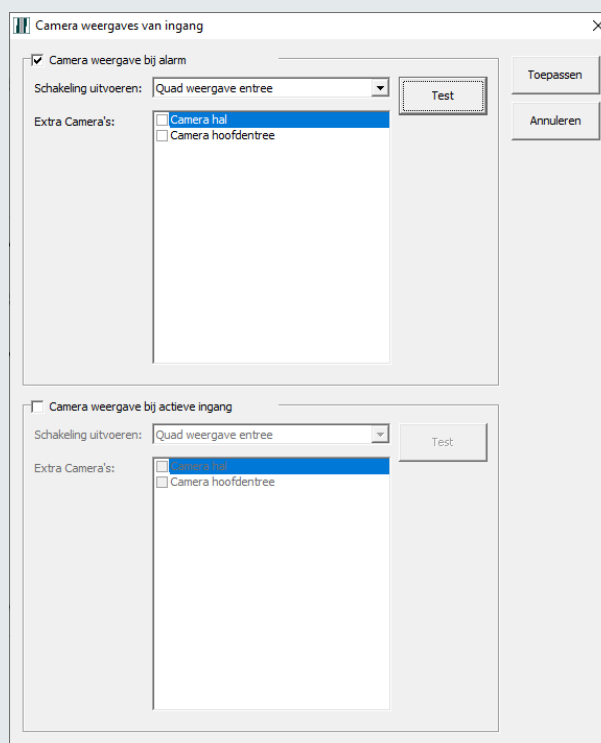 Camera weergaves van ingang
Camera weergave bij alarm
Schakeling uitvoeren: Quad weergave entree Test
Extra Camera's: Camera hal
Camera hoofdentree
Toepassen
Annuleren
Camera weergave bij actieve ingang
Schakeling uitvoeren: Quad weergave entree Test
Extra Camera's: Camera hal
Camera hoofdentree